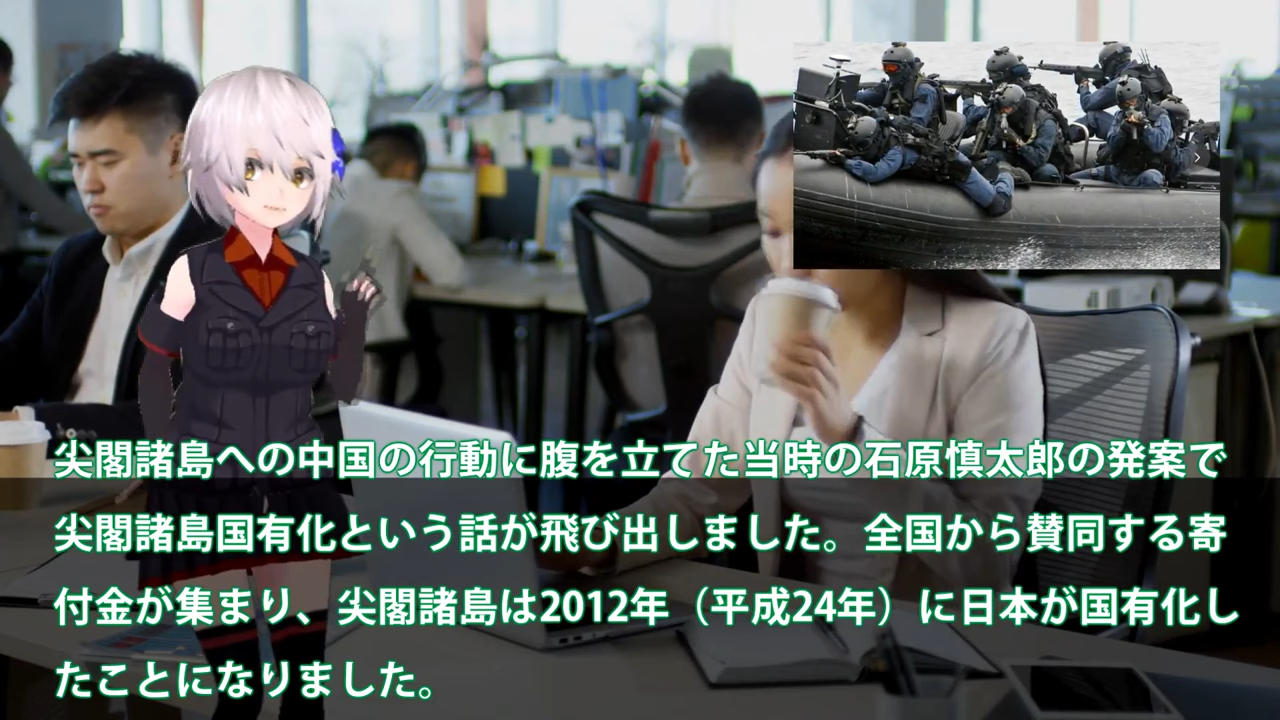 尖閣諸島への中国の行動に腹を立てた当時の石原慎太郎の発案で
尖閣諸島国有化という話が飛び出しました。全国から賛同する寄
付金が集まり、尖閣諸島は2012年（平成24年）に日本が国有化し
たことになりました。